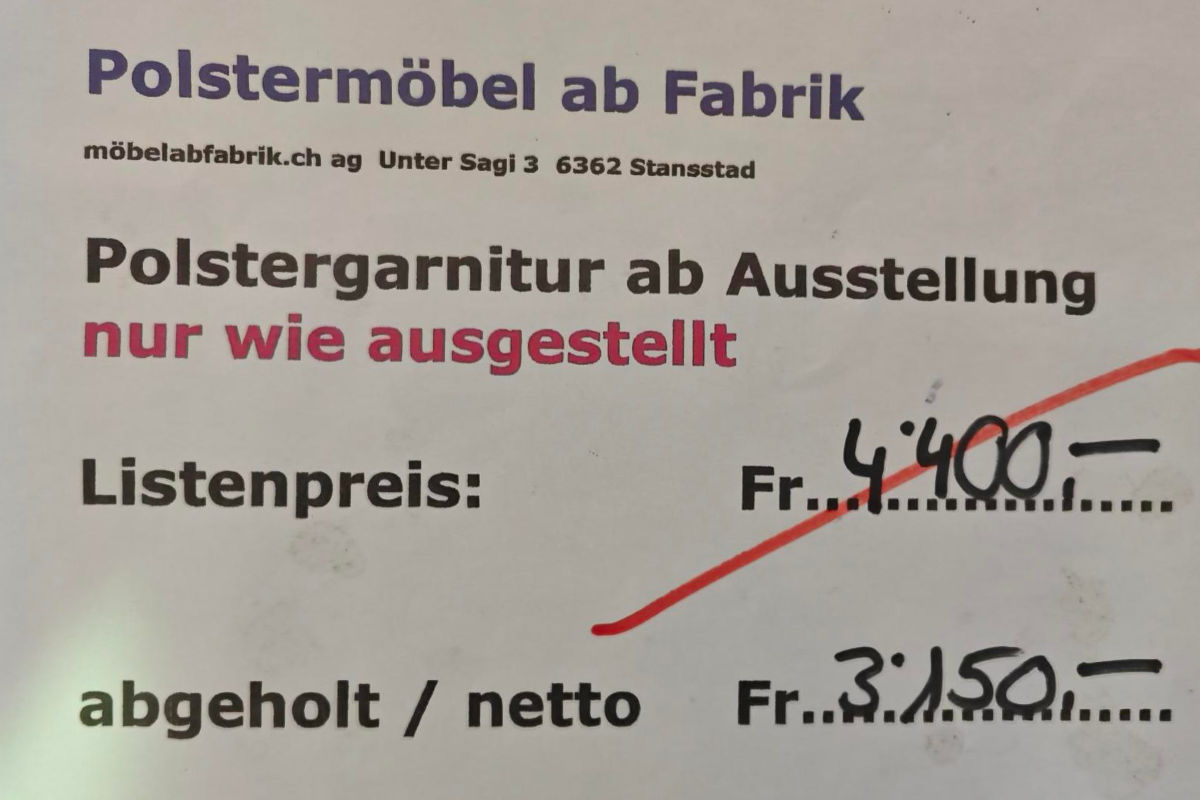 Polstermöbel ab Fabrik
möbelabfabrik.ch ag Unter Sagi 3 6362 Stansstad
Polstergarnitur ab Ausstellung
nur wie ausgestellt
Listenpreis: Fr. 4'400,—
abgeholt / netto Fr. 3'150,—